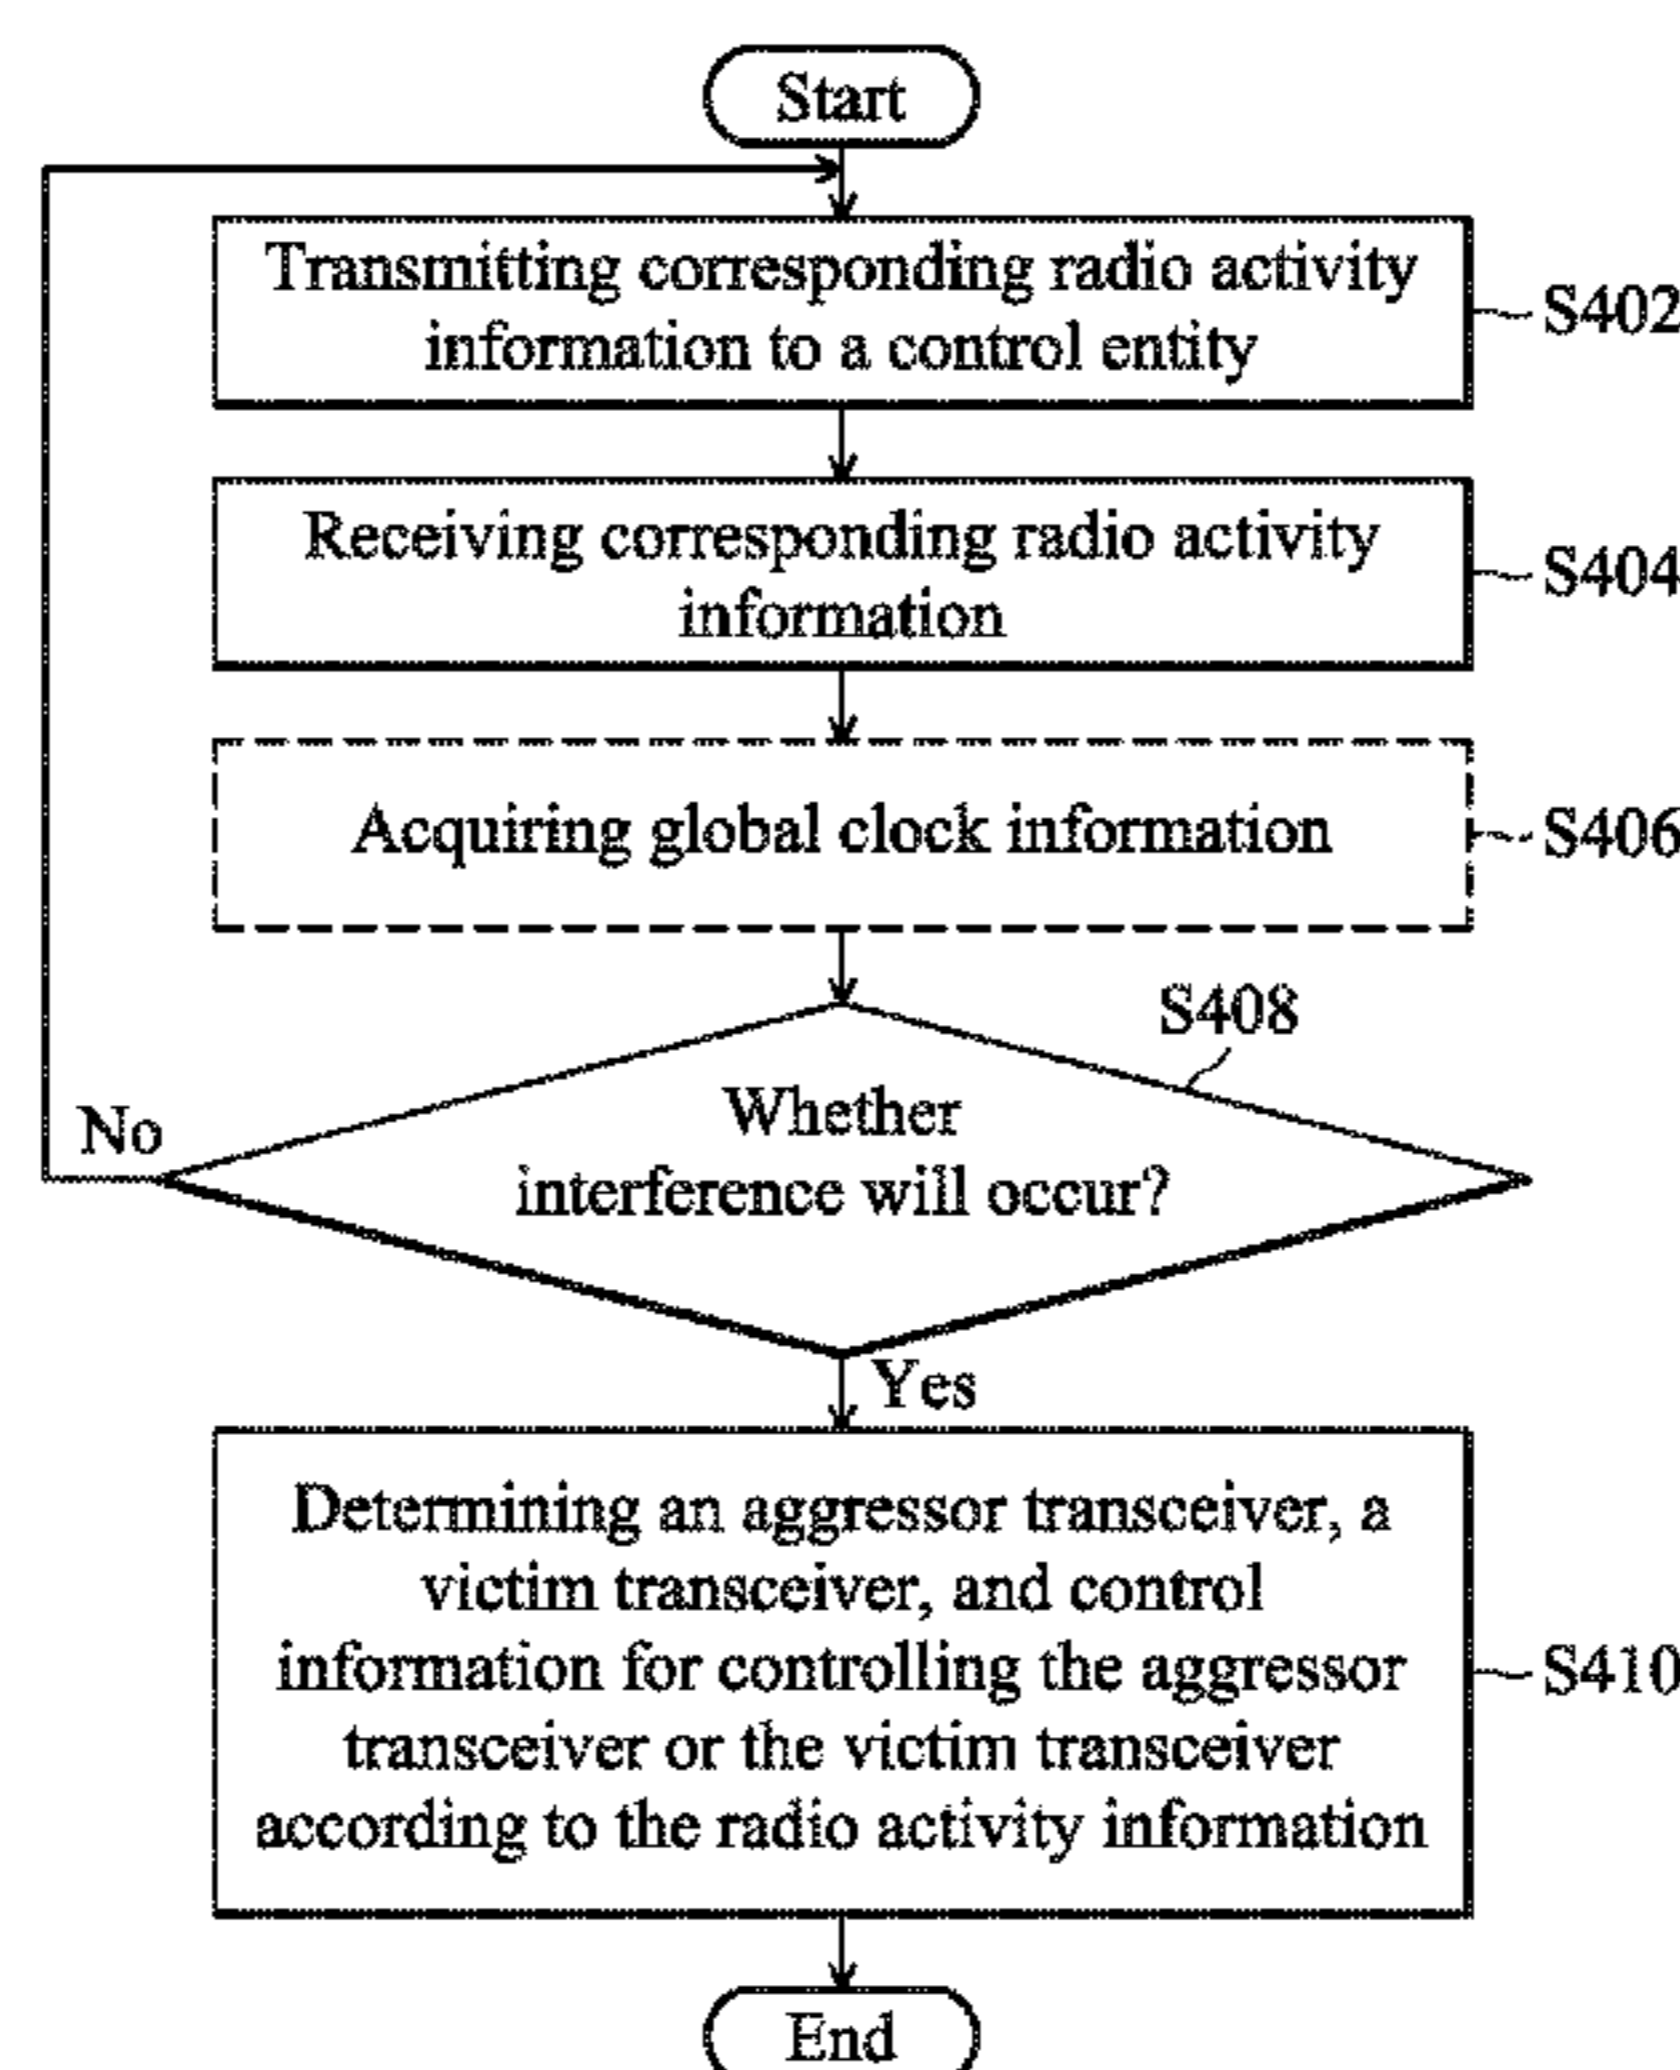 Start
Transmitting corresponding radio activity
information to a control entity
S402
Receiving corresponding radio activity
information
S404
Acquiring global clock information
S406
S408
Whether
interference will occur?
No
Yes
Determining an aggressor transceiver, a
victim transceiver, and control
information for controlling the aggressor
transceiver or the victim transceiver
according to the radio activity information
S410
End